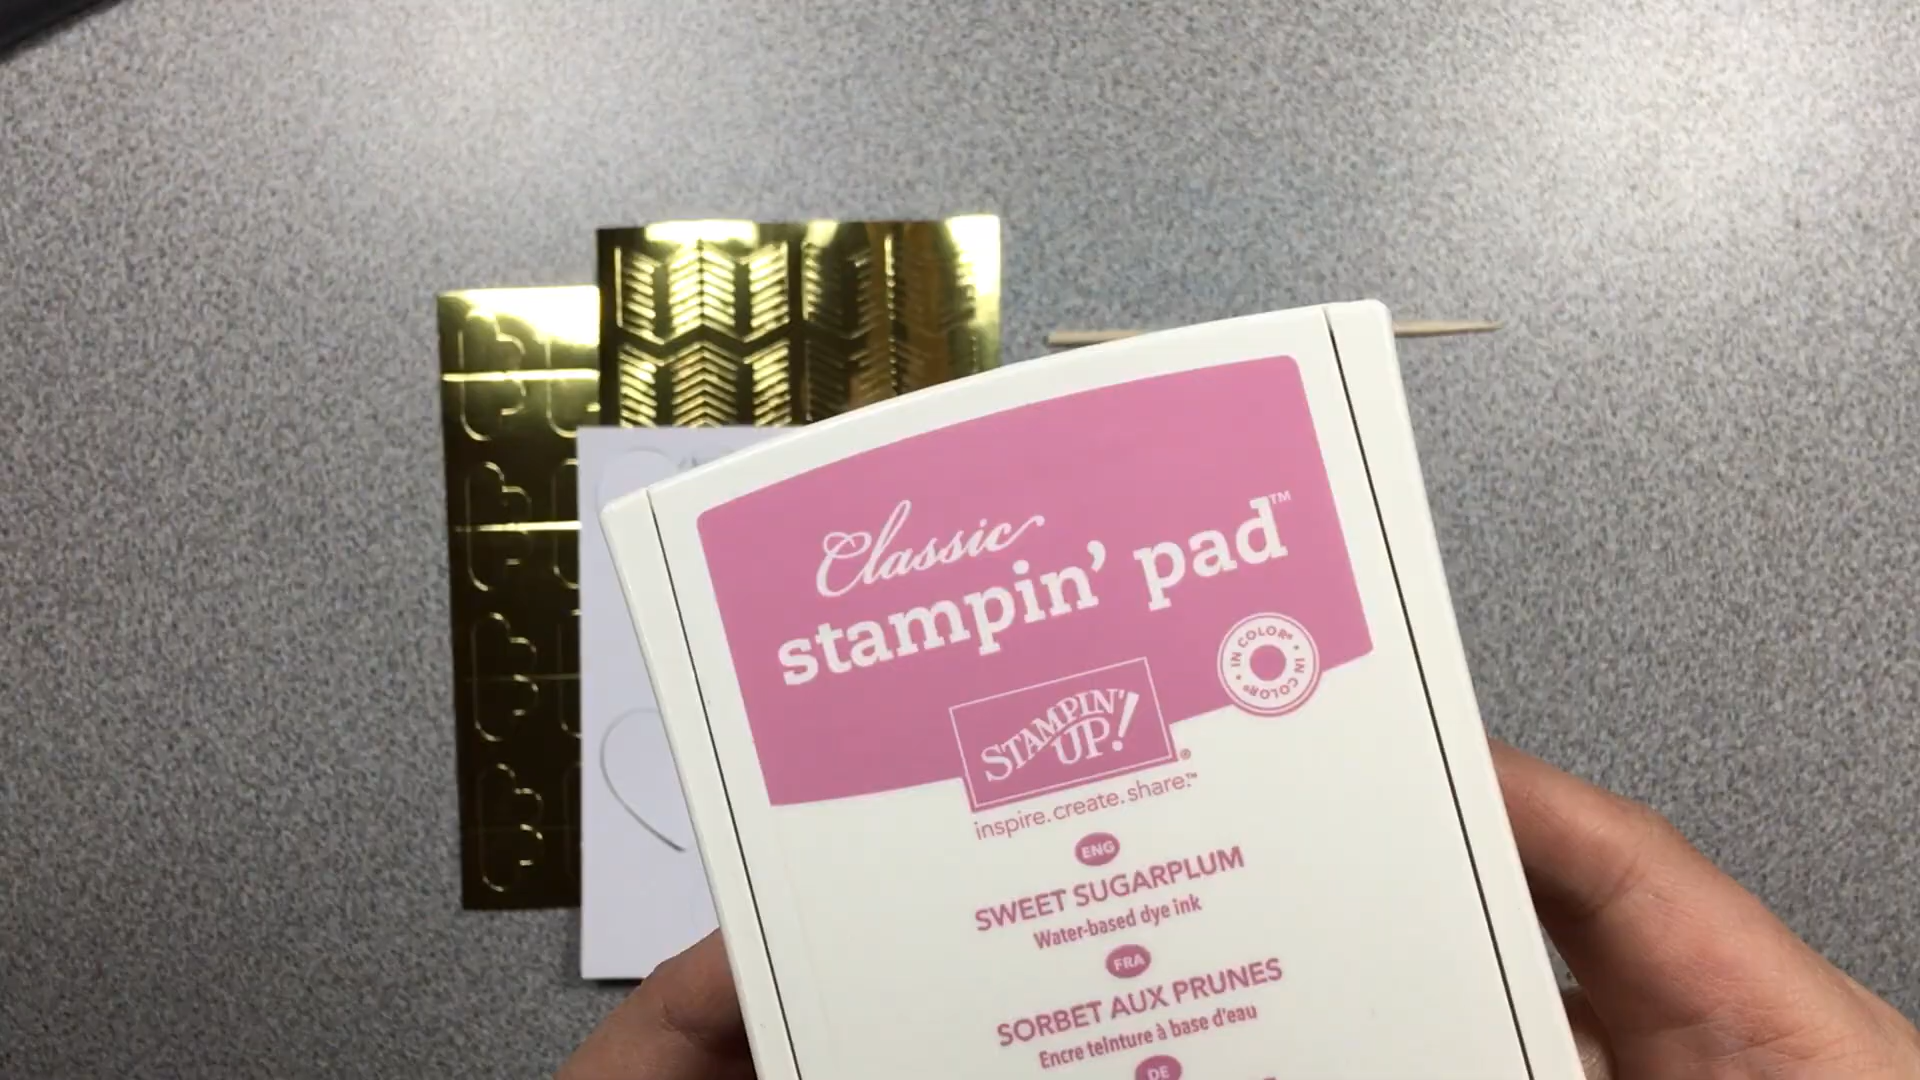 Classic
stampin' pad™
IN COLOR® • IN COLOR® •
STAMPIN'
UP!®
inspire.create.share.™
ENG
SWEET SUGARPLUM
Water-based dye ink
FRA
SORBET AUX PRUNES
Encre teinture à base d'eau
DE